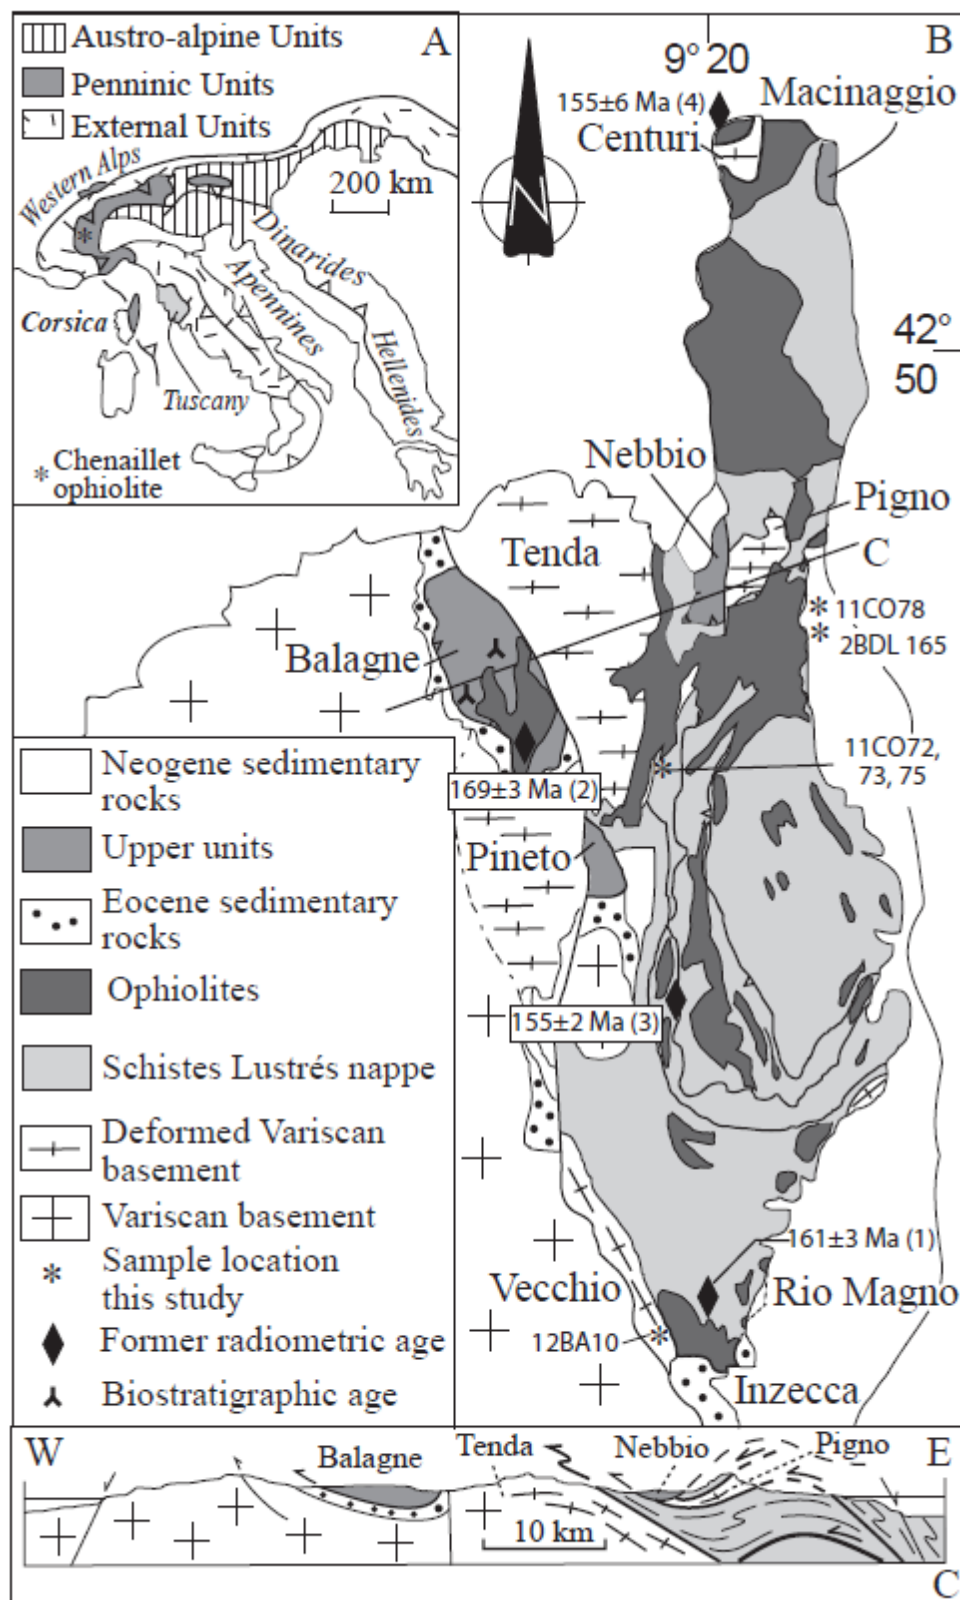 Austro-alpine Units
A
Penninic Units
External Units
Western Alps
200 km
Dinarides
Apennines
Hellenides
Corsica
Tuscany
* Chenaillet
ophiolite
B
9° 20
155±6 Ma (4)
Macinaggio
Centuri
N
42°
50
Nebbio
Pigno
Tenda
C
* 11CO78
* 2BDL 165
Balagne
11CO72,
73, 75
169±3 Ma (2)
Pineto
155±2 Ma (3)
161±3 Ma (1)
Vecchio
Rio Magno
12BA10 *
Inzecca
Neogene sedimentary
rocks
Upper units
Eocene sedimentary
rocks
Ophiolites
Schistes Lustrés nappe
Deformed Variscan
basement
Variscan basement
* Sample location
this study
Former radiometric age
Biostratigraphic age
W
Balagne
Tenda
Nebbio
Pigno
E
10 km
C